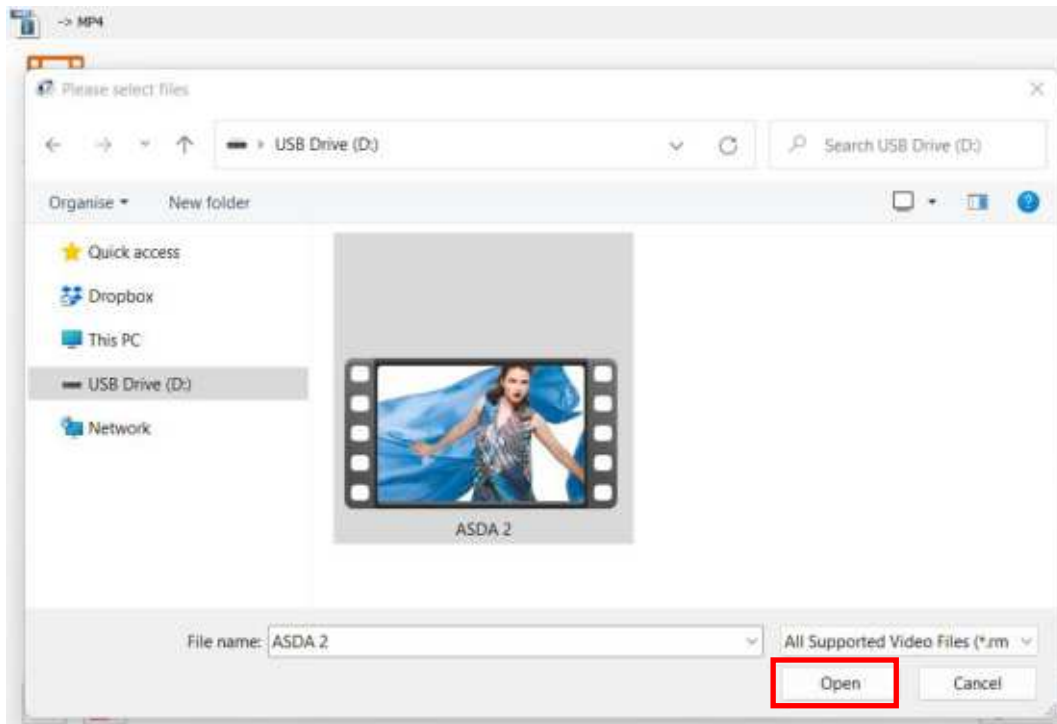 -> MP4
Please select files
USB Drive (D:)
Search USB Drive (D:)
Organise
New folder
Quick access
Dropbox
This PC
USB Drive (D:)
Network
ASDA 2
File name: ASDA 2
All Supported Video Files (*.rm
Open
Cancel